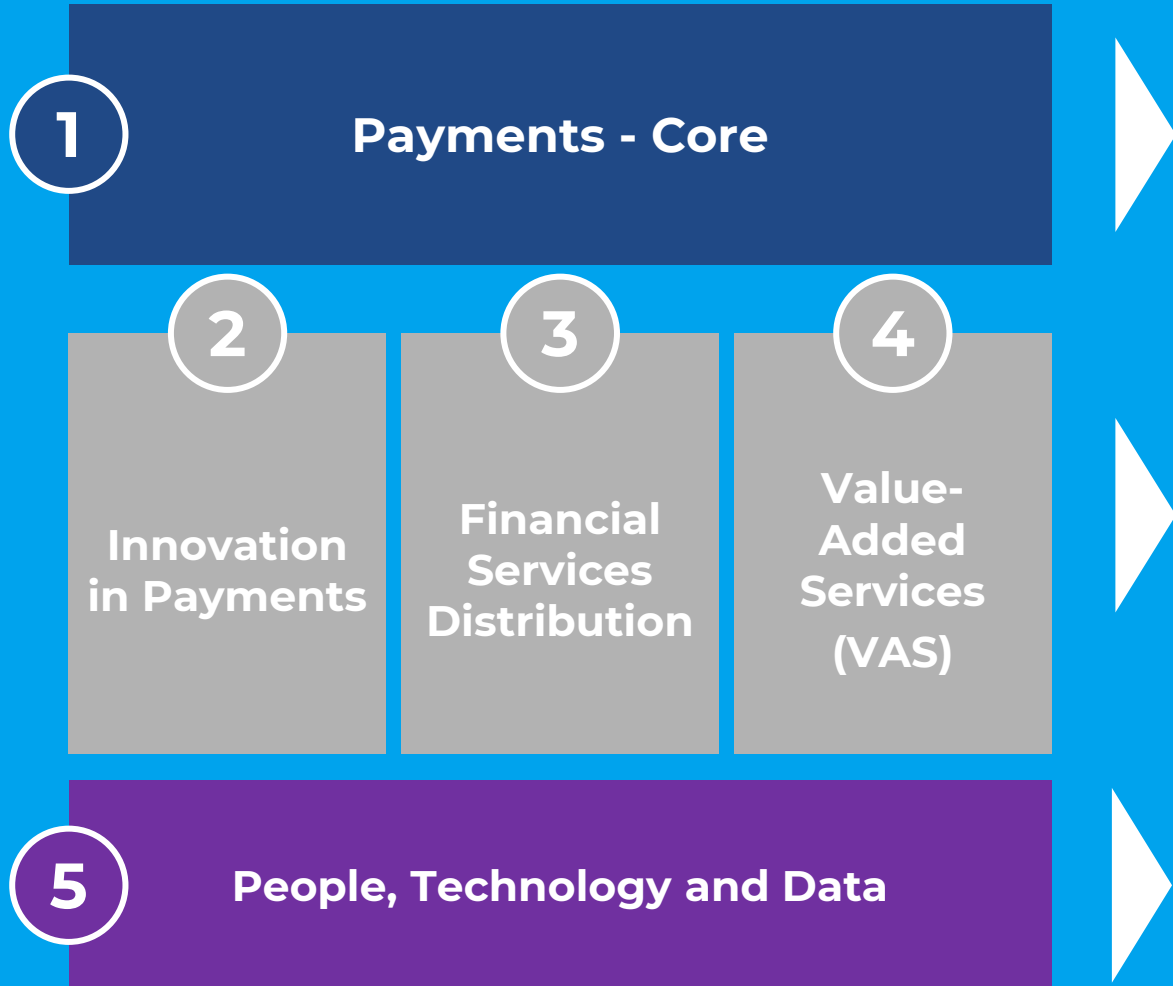 1
Payments - Core
2
3
4
Innovation
in Payments
Financial
Services
Distribution
Value-
Added
Services
(VAS)
5
People, Technology and Data